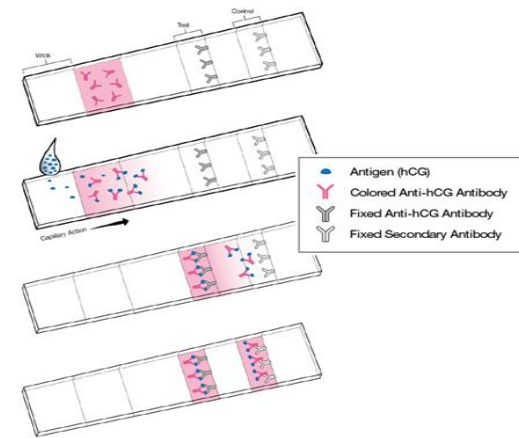 Control
Test
Wick
Capillary Action
Antigen (hCG)
Colored Anti-hCG Antibody
Fixed Anti-hCG Antibody
Fixed Secondary Antibody